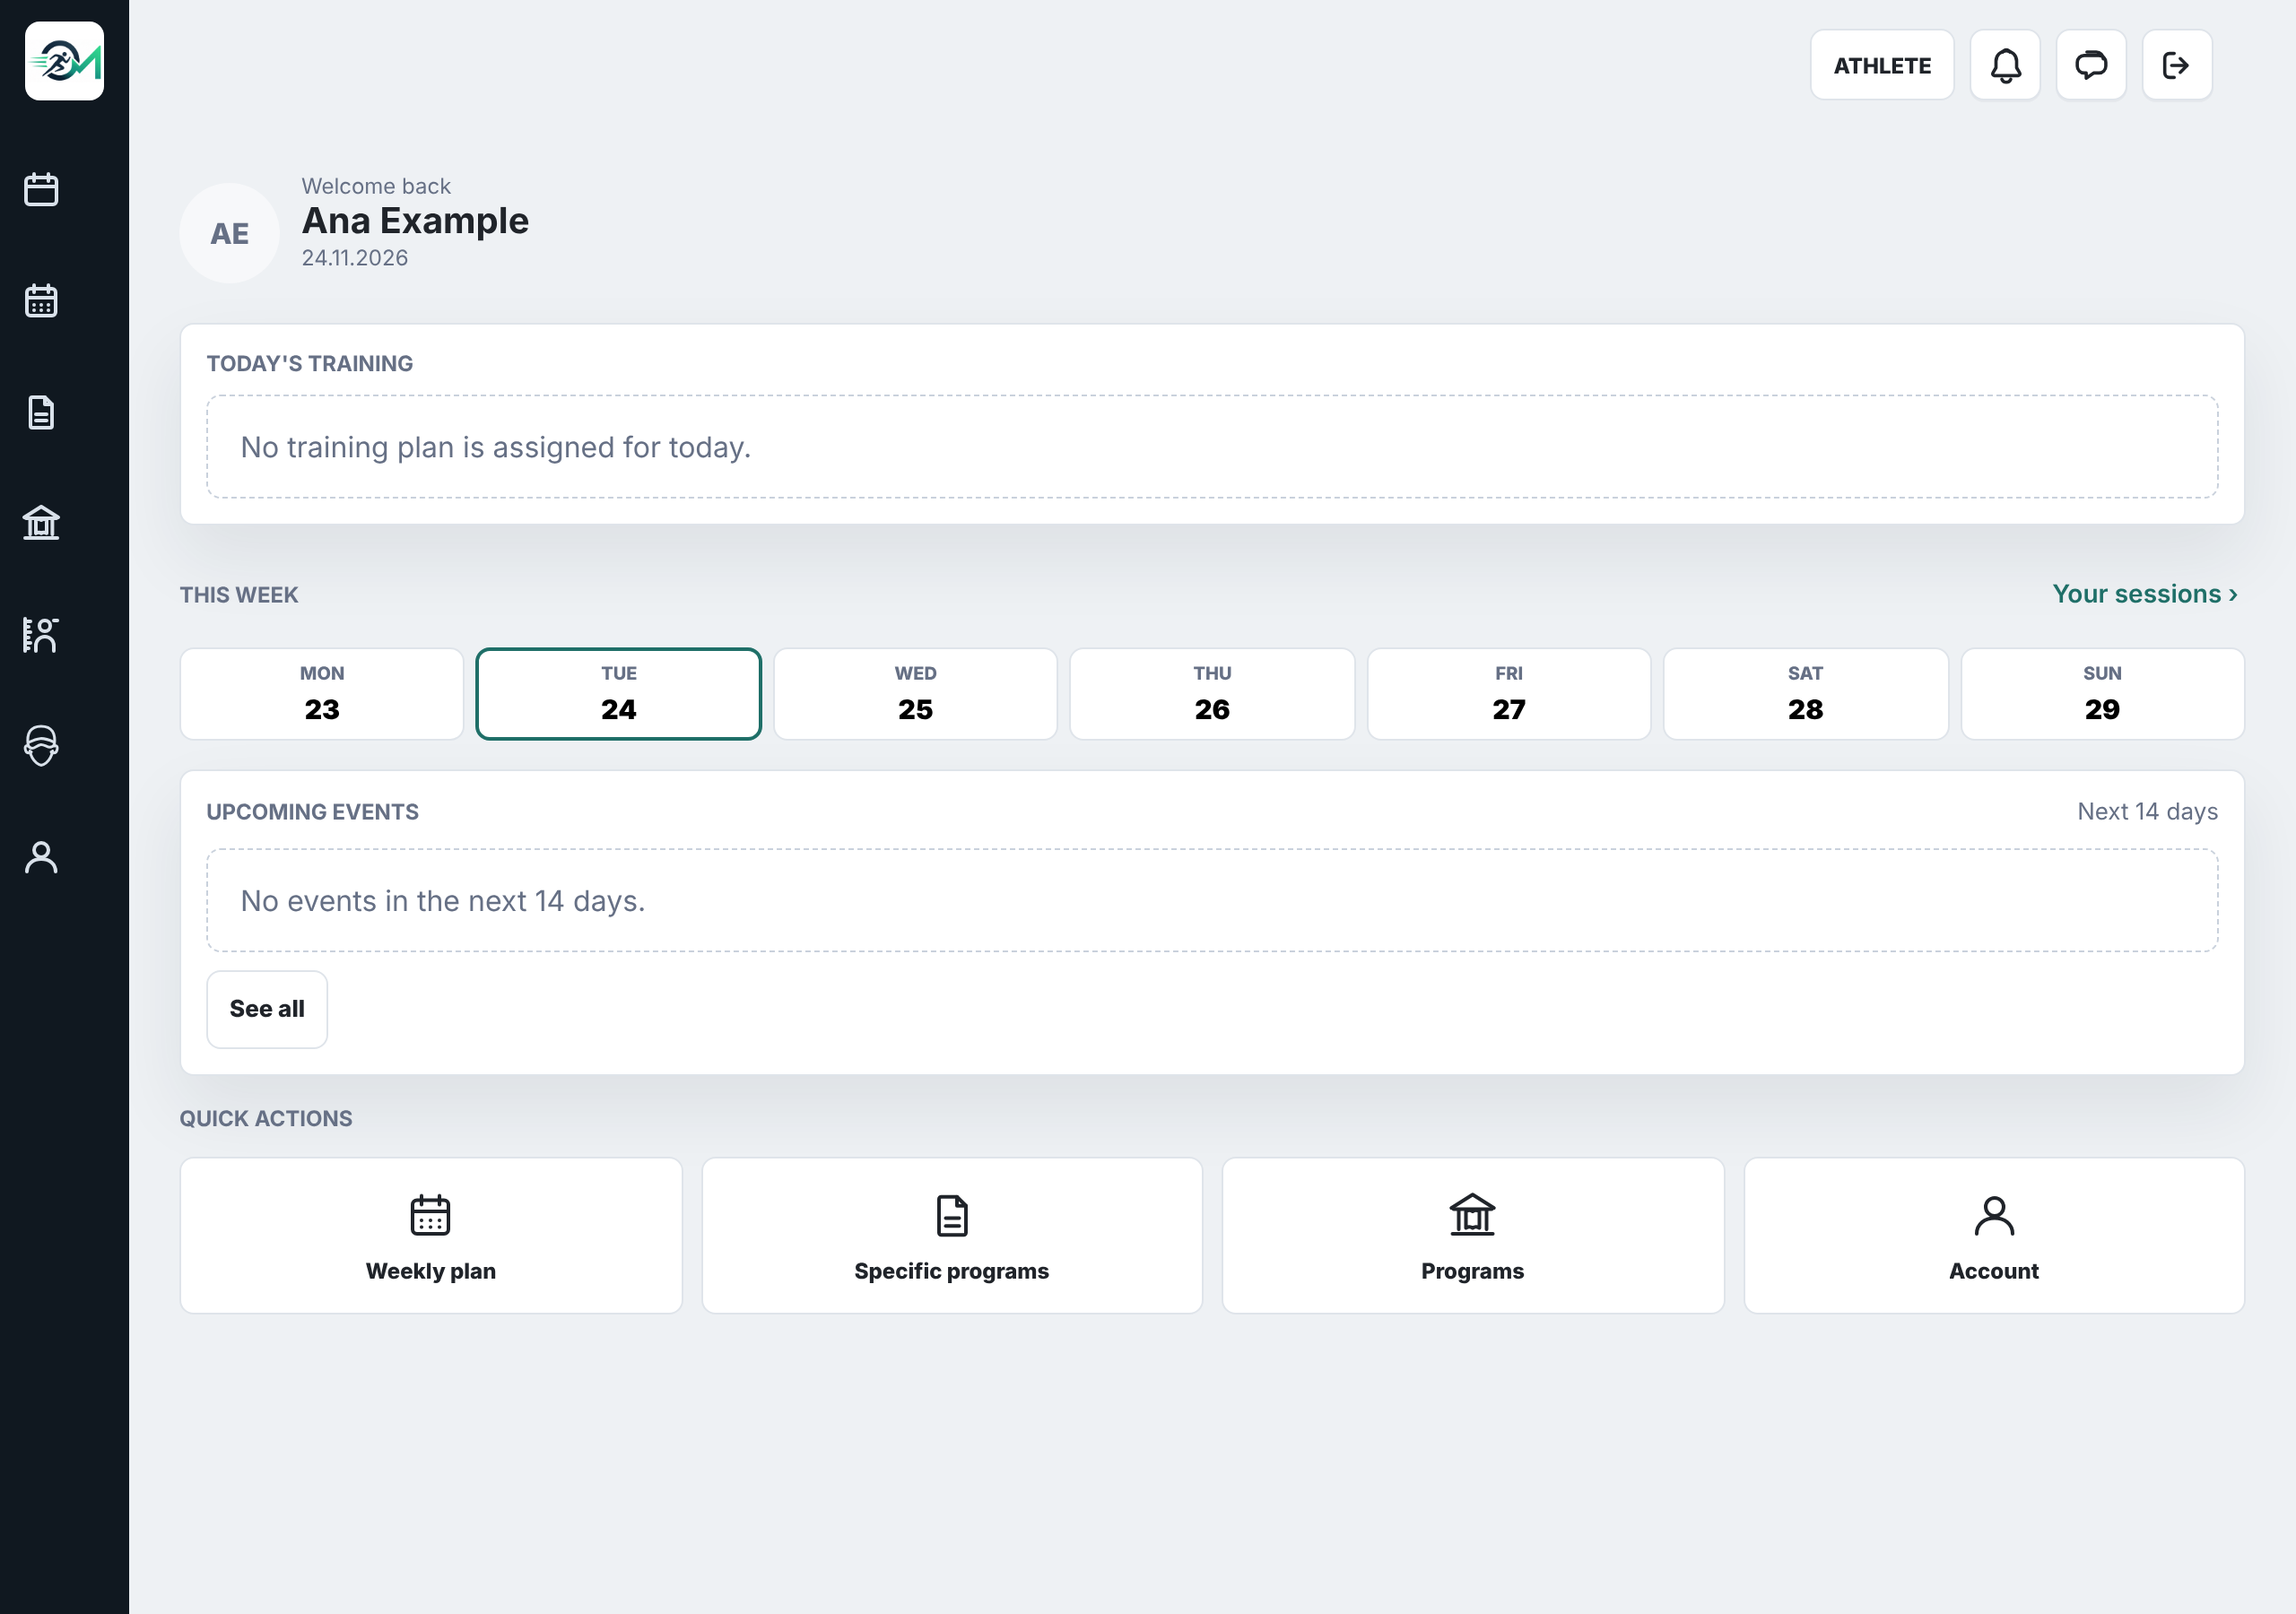 ATHLETE
Welcome back
AE
Ana Example
24.11.2026
TODAY'S TRAINING
No training plan is assigned for today.
THIS WEEK
Your sessions ›
MON
23
TUE
24
WED
25
THU
26
FRI
27
SAT
28
SUN
29
UPCOMING EVENTS
Next 14 days
No events in the next 14 days.
See all
QUICK ACTIONS
Weekly plan
Specific programs
Programs
Account